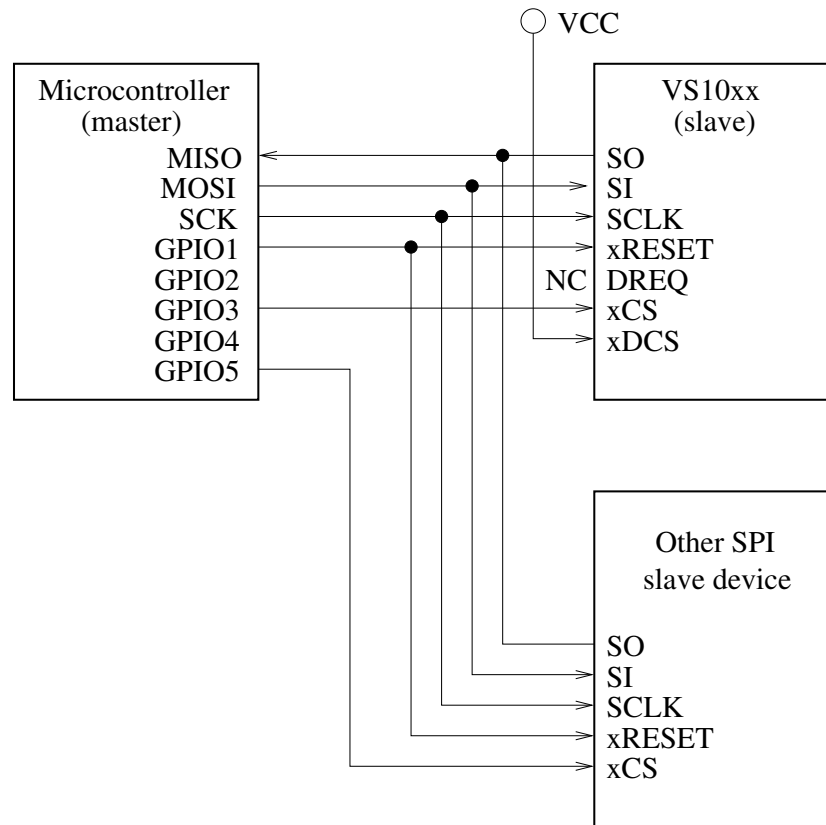 VCC
Microcontroller
(master)
MISO
MOSI
SCK
GPIO1
GPIO2
GPIO3
GPIO4
GPIO5
VS10xx
(slave)
SO
SI
SCLK
xRESET
NC DREQ
xCS
xDCS
Other SPI
slave device
SO
SI
SCLK
xRESET
xCS